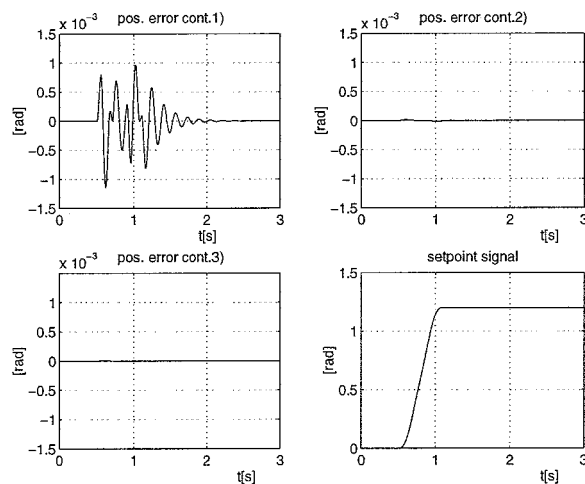 x 10⁻³ pos. error cont.1)
1.5
1
0.5
0
−0.5
−1
−1.5
[rad]
0 1 2 3
t[s]
x 10⁻³ pos. error cont.2)
1.5
1
0.5
0
−0.5
−1
−1.5
[rad]
0 1 2 3
t[s]
x 10⁻³ pos. error cont.3)
1
0.5
0
−0.5
−1
−1.5
[rad]
0 1 2 3
t[s]
setpoint signal
1.5
1
0.5
0
[rad]
0 1 2 3
t[s]